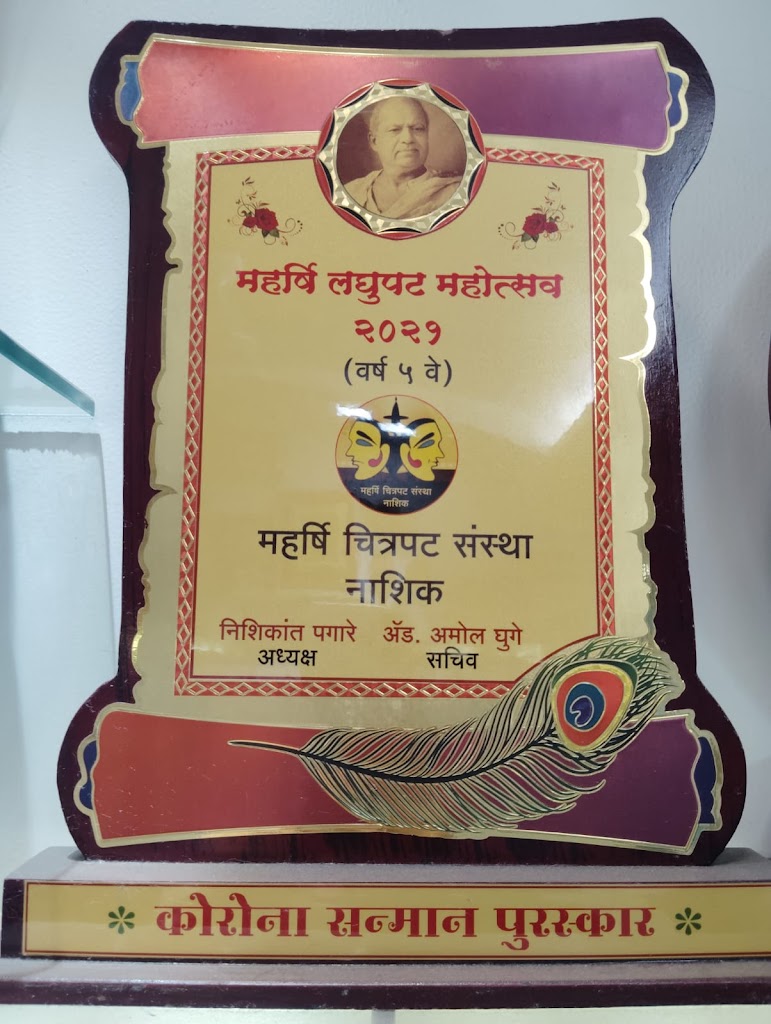 महर्षि लघुपट महोत्सव
२०२१
(वर्ष ५ वे)
महर्षि चित्रपट संस्था
नाशिक
महर्षि चित्रपट संस्था
नाशिक
निशिकांत पगारे ॲड. अमोल घुगे
अध्यक्ष सचिव
कोरोना सन्मान पुरस्कार